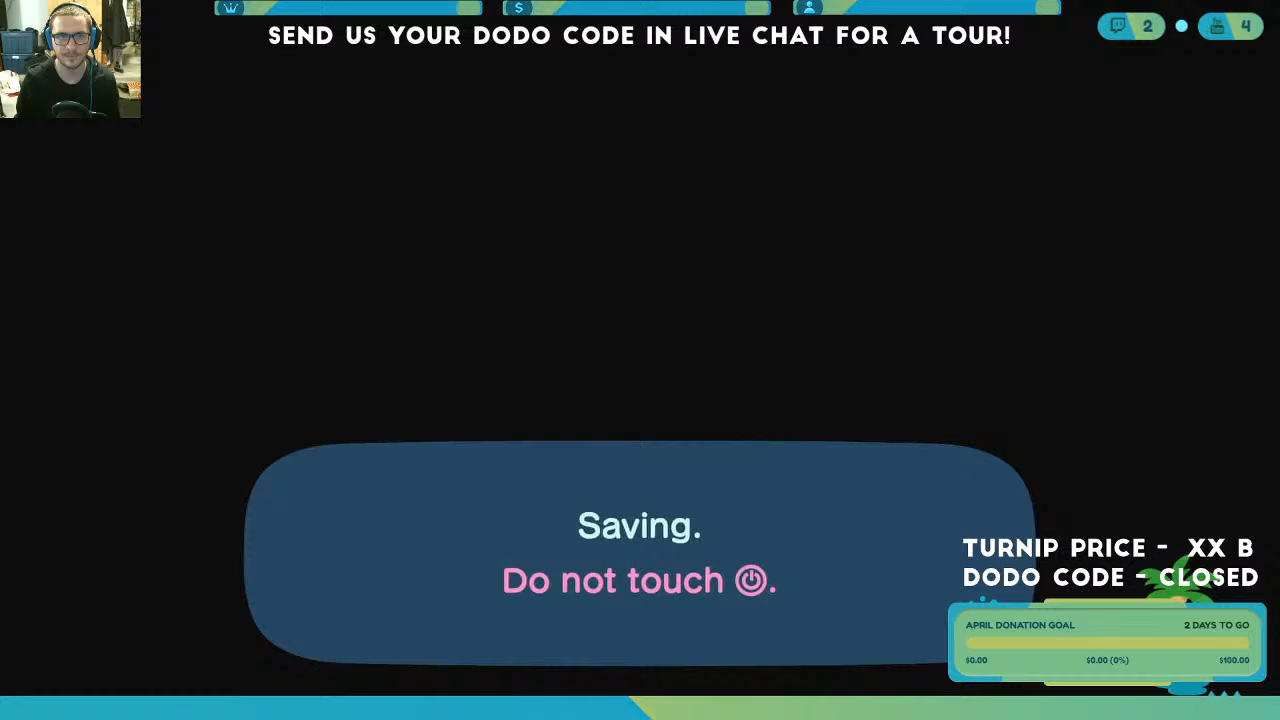 SEND US YOUR DODO CODE IN LIVE CHAT FOR A TOUR!
2
4
Saving.
Do not touch ⏻.
TURNIP PRICE - XX B
DODO CODE - CLOSED
APRIL DONATION GOAL 2 DAYS TO GO
$0.00 $0.00 (0%) $100.00